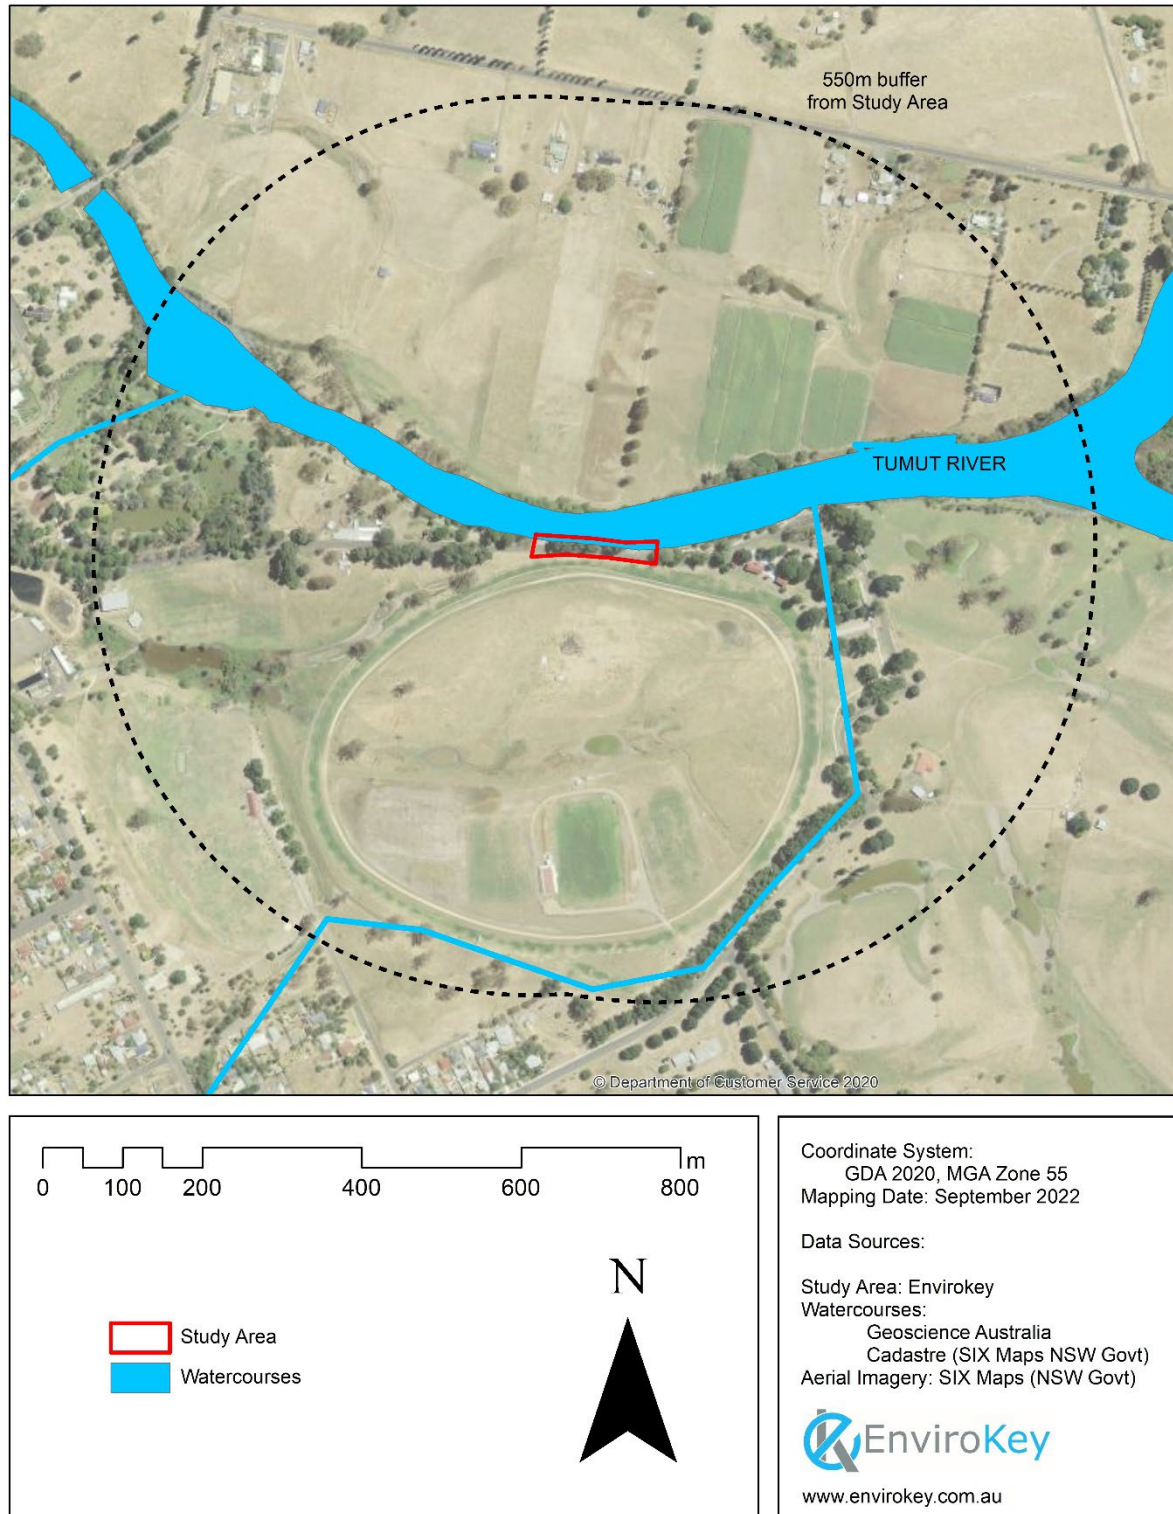 550m buffer
from Study Area
TUMUT RIVER
© Department of Customer Service 2020
m
0 100 200 400 600 800
N
Study Area
Watercourses
Coordinate System:
GDA 2020, MGA Zone 55
Mapping Date: September 2022
Data Sources:
Study Area: Envirokey
Watercourses:
Geoscience Australia
Cadastre (SIX Maps NSW Govt)
Aerial Imagery: SIX Maps (NSW Govt)
EnviroKey
www.envirokey.com.au